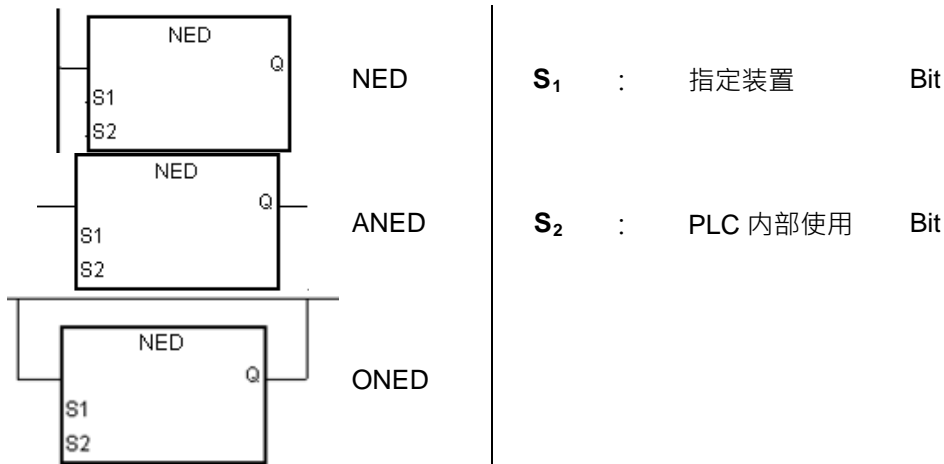 NED
Q
S1
S2
NED
S₁ : 指定装置 Bit
NED
Q
S1
S2
ANED
S₂ : PLC 内部使用 Bit
NED
Q
S1
S2
ONED